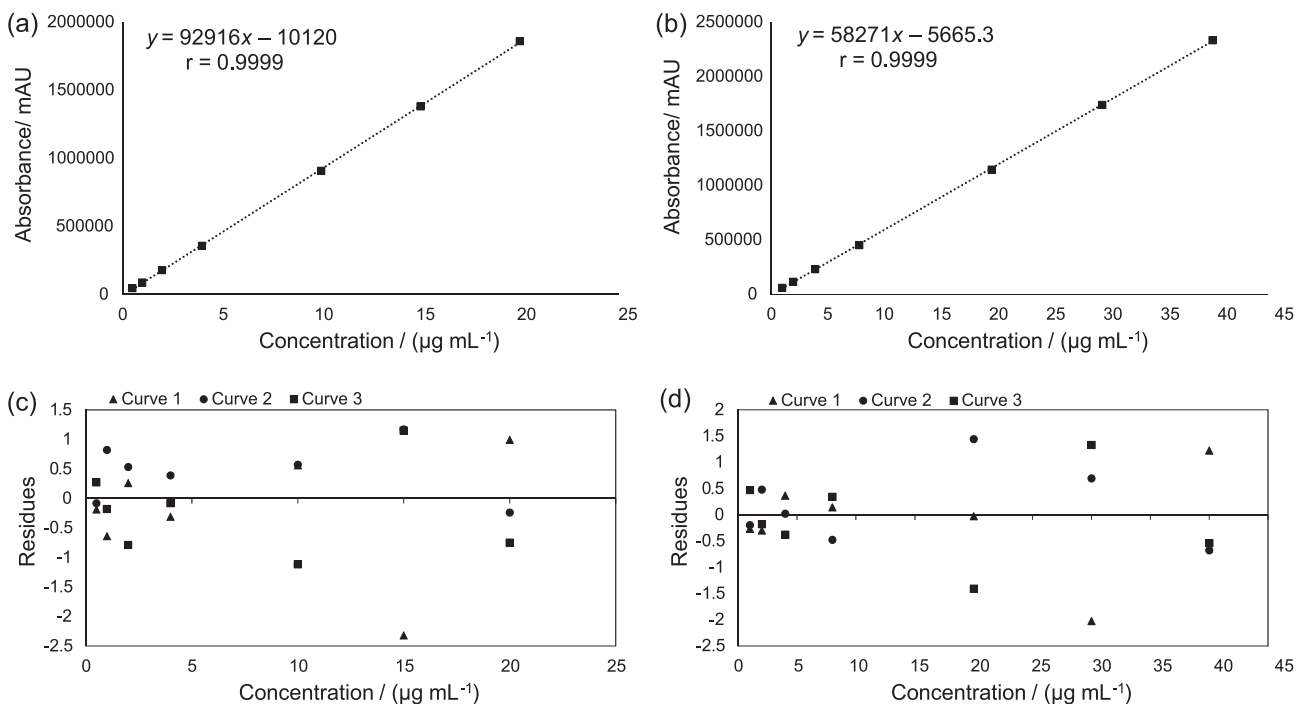 (a)
y = 92916x – 10120
r = 0.9999
Absorbance/ mAU
2000000
1500000
1000000
500000
0
0 5 10 15 20 25
Concentration / (µg mL-1)
(b)
y = 58271x – 5665.3
r = 0.9999
Absorbance/ mAU
2500000
2000000
1500000
1000000
500000
0
0 5 10 15 20 25 30 35 40 45
Concentration / (µg mL-1)
(c)
Curve 1 Curve 2 Curve 3
Residues
1.5
1
0.5
0
-0.5
-1
-1.5
-2
-2.5
0 5 10 15 20 25
Concentration / (µg mL-1)
(d)
Curve 1 Curve 2 Curve 3
Residues
2
1.5
1
0.5
0
-0.5
-1
-1.5
-2
-2.5
0 5 10 15 20 25 30 35 40 45
Concentration / (µg mL-1)